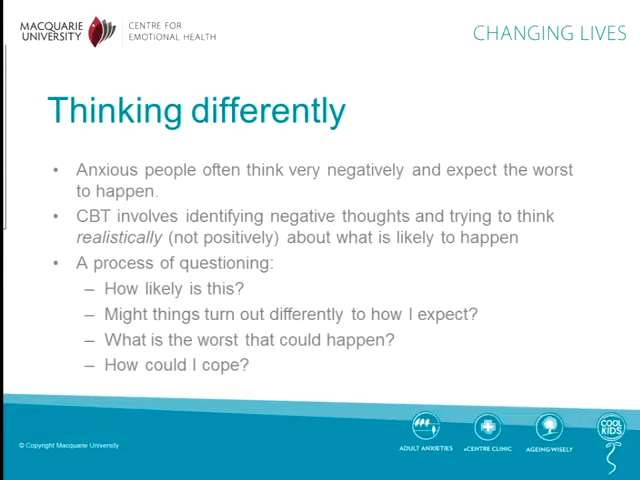 MACQUARIE
UNIVERSITY
CENTRE FOR
EMOTIONAL HEALTH
CHANGING LIVES
Thinking differently
• Anxious people often think very negatively and expect the worst
to happen.
• CBT involves identifying negative thoughts and trying to think
realistically (not positively) about what is likely to happen
• A process of questioning:
– How likely is this?
– Might things turn out differently to how I expect?
– What is the worst that could happen?
– How could I cope?
© Copyright Macquarie University
ADULT ANXIETIES
eCENTRE CLINIC
AGEING WISELY
COOL
KIDS